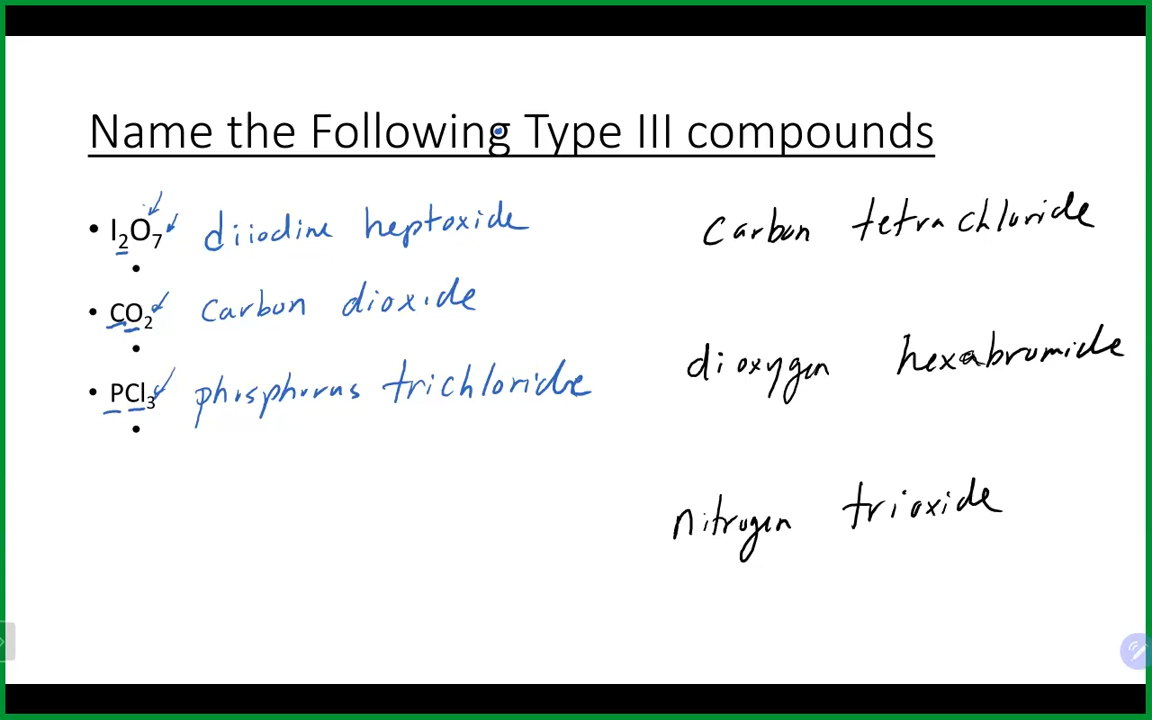 Name the Following Type III compounds
• I₂O₇ diiodine heptoxide
carbon tetrachloride
• CO₂ carbon dioxide
dioxygen hexabromide
• PCl₃ phosphorus trichloride
nitrogen trioxide